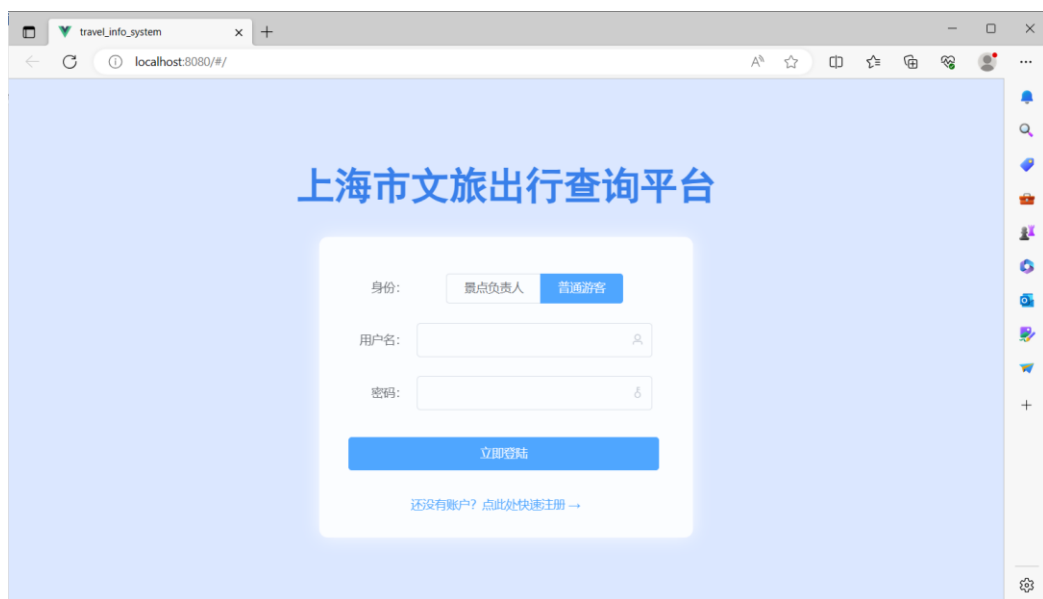 travel_info_system
localhost:8080/#/
上海市文旅出行查询平台
身份:
景点负责人
普通游客
用户名:
密码:
立即登陆
还没有账户?点此处快速注册→